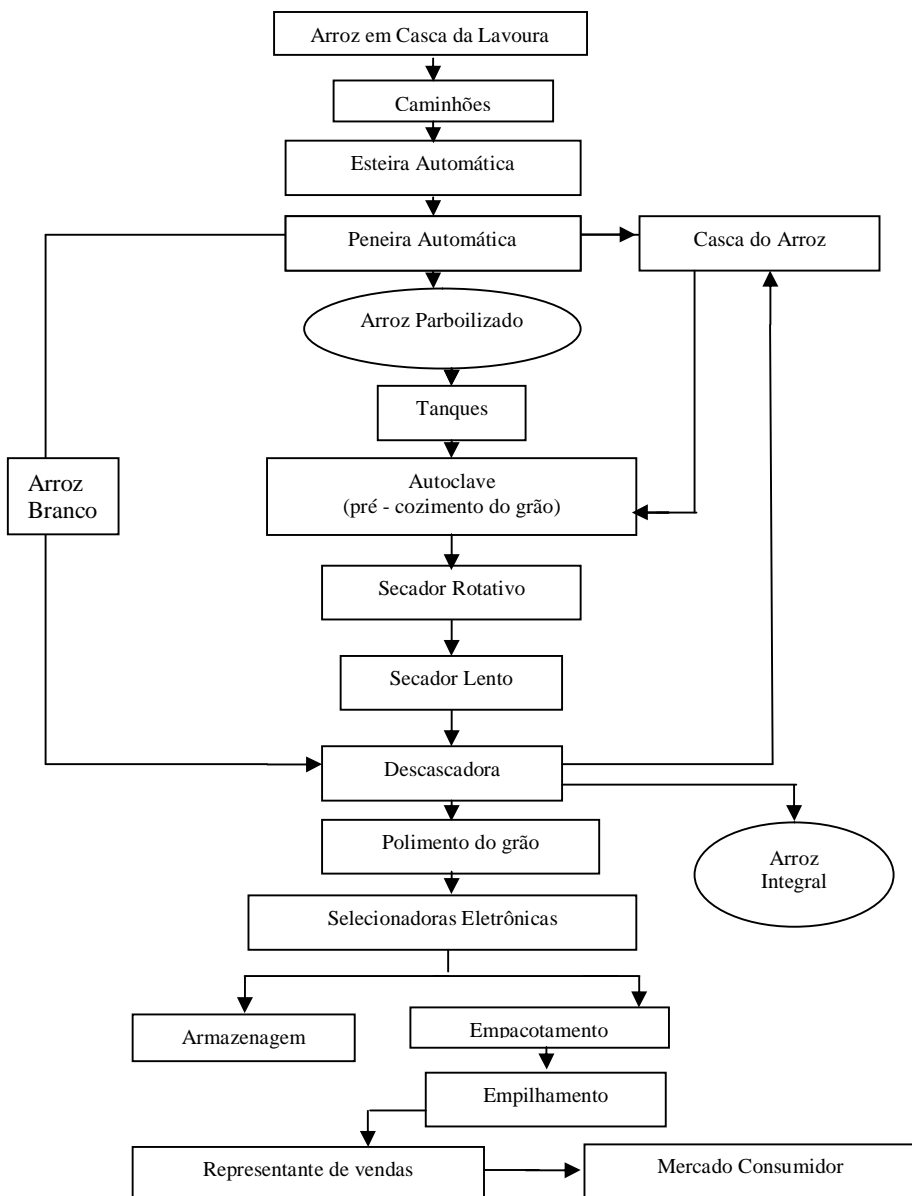 Arroz em Casca da Lavoura
Caminhões
Esteira Automática
Peneira Automática
Casca do Arroz
Arroz Parboilizado
Tanques
Arroz
Branco
Autoclave
(pré - cozimento do grão)
Secador Rotativo
Secador Lento
Descascadora
Polimento do grão
Arroz
Integral
Selecionadoras Eletrônicas
Armazenagem
Empacotamento
Empilhamento
Representante de vendas
Mercado Consumidor